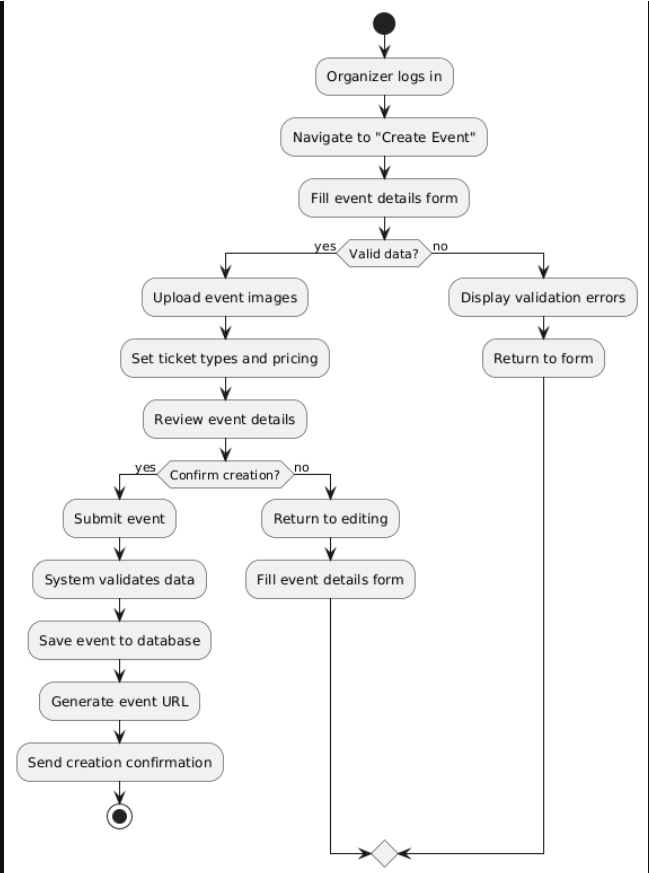 Organizer logs in
Navigate to "Create Event"
Fill event details form
yes
Valid data?
no
Upload event images
Display validation errors
Set ticket types and pricing
Return to form
Review event details
yes
Confirm creation?
no
Submit event
Return to editing
System validates data
Fill event details form
Save event to database
Generate event URL
Send creation confirmation